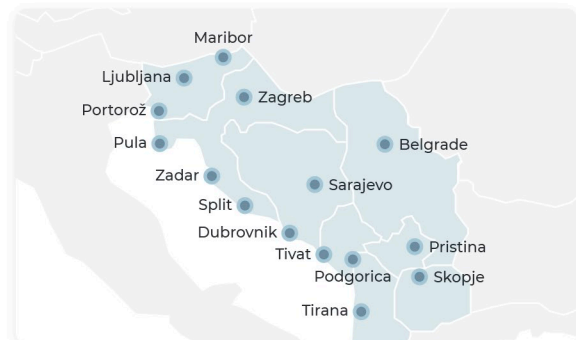 Maribor
Ljubljana
Zagreb
Portorož
Pula
Belgrade
Zadar
Sarajevo
Split
Dubrovnik
Pristina
Tivat
Podgorica
Skopje
Tirana